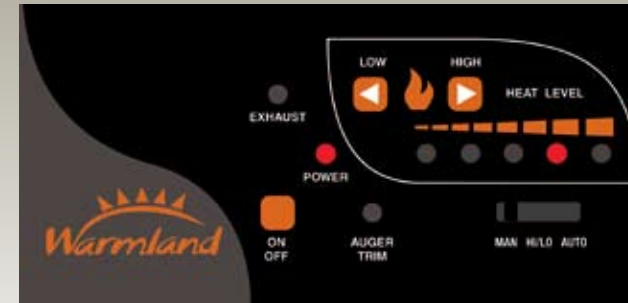 LOW
HIGH
HEAT LEVEL
EXHAUST
POWER
Warmland
ON
OFF
AUGER
TRIM
MAN HI/LO AUTO